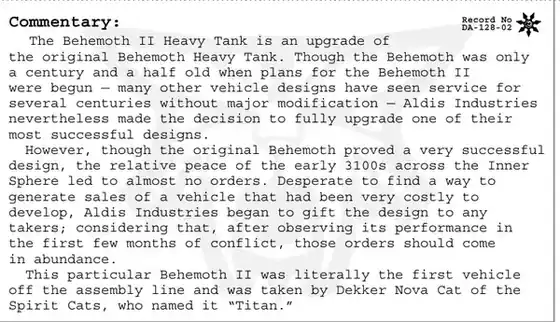 Commentary:
Record No
DA-128-02
The Behemoth II Heavy Tank is an upgrade of
the original Behemoth Heavy Tank. Though the Behemoth was only
a century and a half old when plans for the Behemoth II
were begun — many other vehicle designs have seen service for
several centuries without major modification — Aldis Industries
nevertheless made the decision to fully upgrade one of their
most successful designs.
However, though the original Behemoth proved a very successful
design, the relative peace of the early 3100s across the Inner
Sphere led to almost no orders. Desperate to find a way to
generate sales of a vehicle that had been very costly to
develop, Aldis Industries began to gift the design to any
takers; considering that, after observing its performance in
the first few months of conflict, those orders should come
in abundance.
This particular Behemoth II was literally the first vehicle
off the assembly line and was taken by Dekker Nova Cat of the
Spirit Cats, who named it “Titan.”